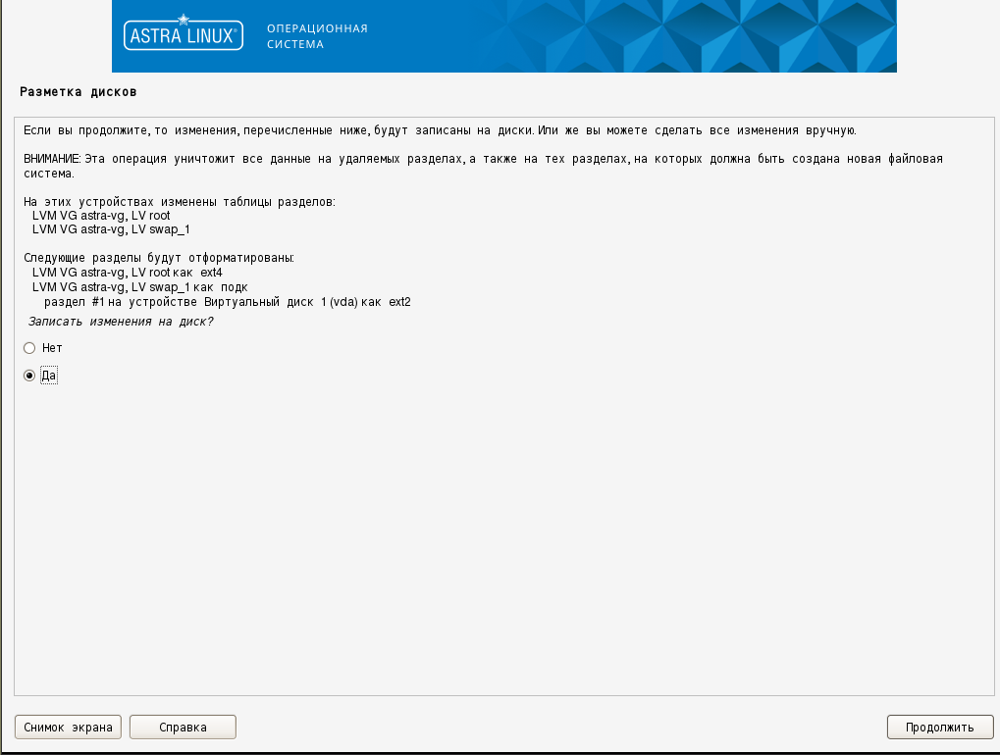 ASTRA LINUX®
ОПЕРАЦИОННАЯ
СИСТЕМА
Разметка дисков
Если вы продолжите, то изменения, перечисленные ниже, будут записаны на диски. Или же вы можете сделать все изменения вручную.
ВНИМАНИЕ: Эта операция уничтожит все данные на удаляемых разделах, а также на тех разделах, на которых должна быть создана новая файловая
система.
На этих устройствах изменены таблицы разделов:
LVM VG astra-vg, LV root
LVM VG astra-vg, LV swap_1
Следующие разделы будут отформатированы:
LVM VG astra-vg, LV root как ext4
LVM VG astra-vg, LV swap_1 как подк
раздел #1 на устройстве Виртуальный диск 1 (vda) как ext2
Записать изменения на диск?
Нет
Да
Снимок экрана
Справка
Продолжить